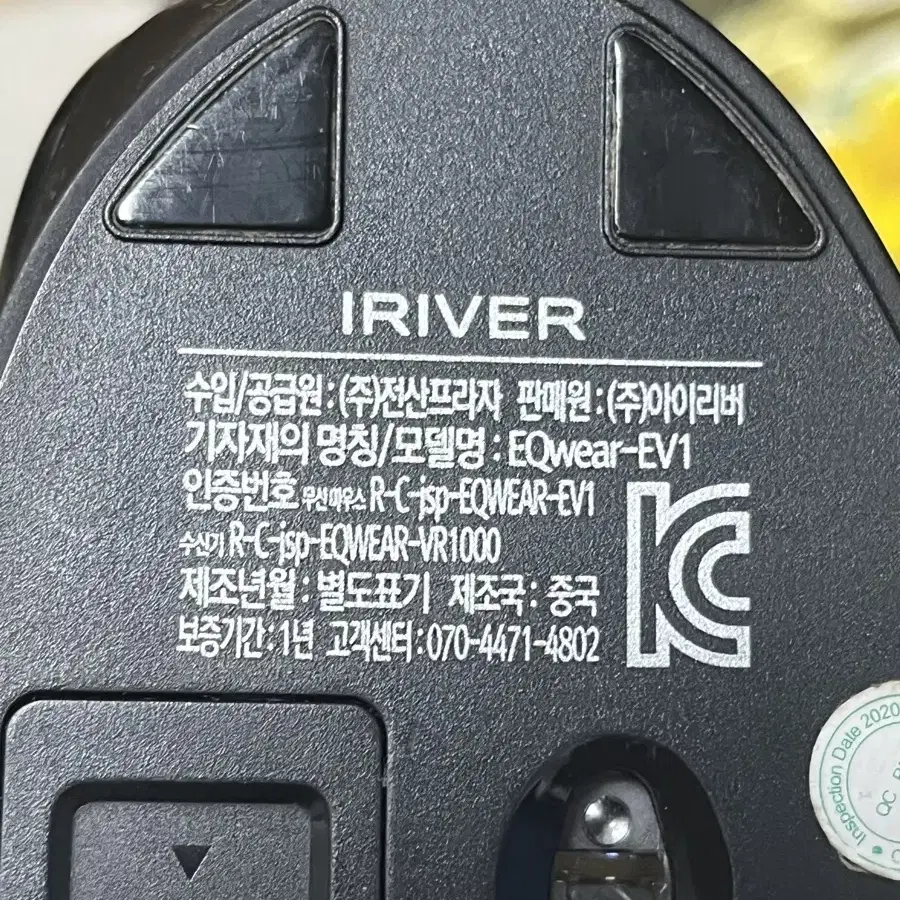 IRIVER
수입/공급원 : (주)전산프라자 판매원 : (주)아이리버
기자재의 명칭/모델명 : EQwear-EV1
인증번호 무선마우스 R-C-jsp-EQWEAR-EV1
수신기 R-C-jsp-EQWEAR-VR1000
제조년월 : 별도표기 제조국 : 중국
보증기간 : 1년 고객센터 : 070-4471-4802
KC
Inspection Date 2020
QC